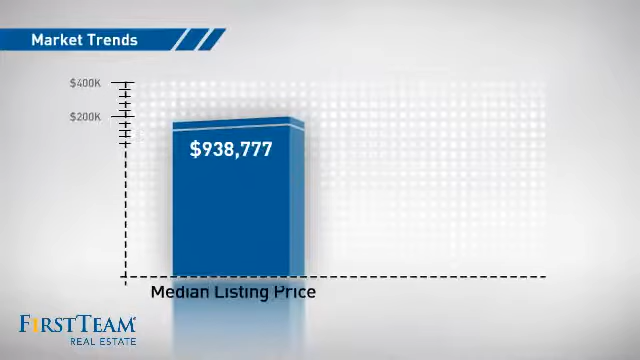 Market Trends
$400K
$200K
$938,777
Median Listing Price
FIRSTTEAM®
REAL ESTATE